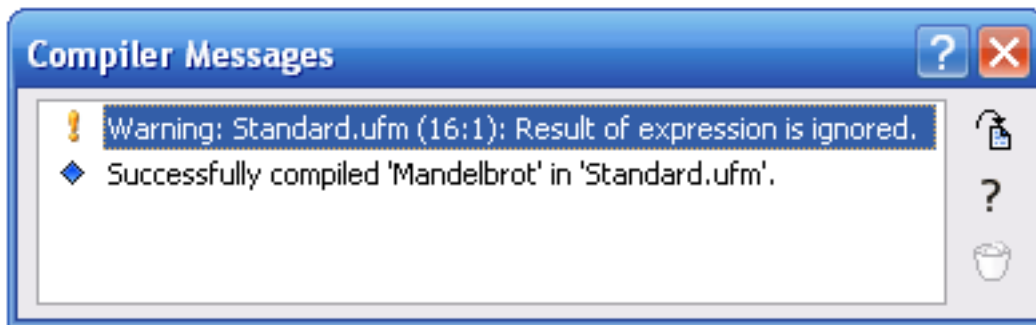 Compiler Messages
?
Warning: Standard.ufm (16:1): Result of expression is ignored.
Successfully compiled 'Mandelbrot' in 'Standard.ufm'.
?